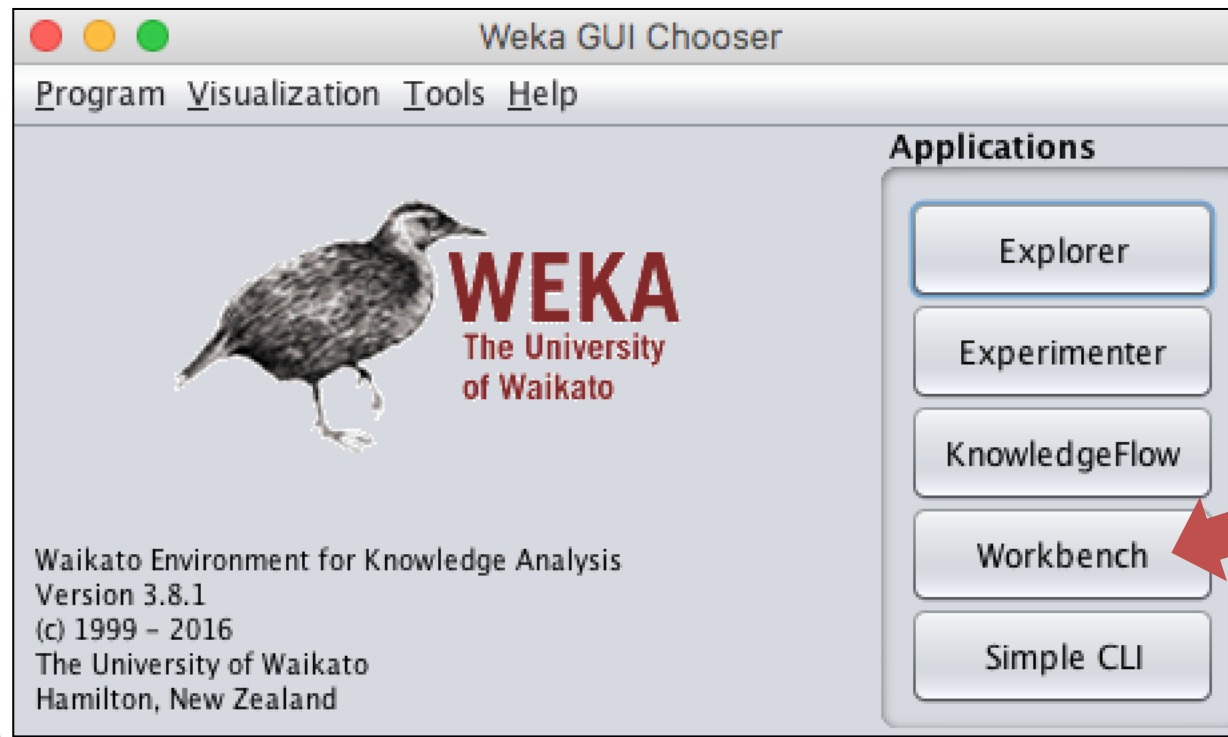 Weka GUI Chooser
Program Visualization Tools Help
Applications
Explorer
Experimenter
KnowledgeFlow
Workbench
Simple CLI
WEKA
The University
of Waikato
Waikato Environment for Knowledge Analysis
Version 3.8.1
(c) 1999 – 2016
The University of Waikato
Hamilton, New Zealand